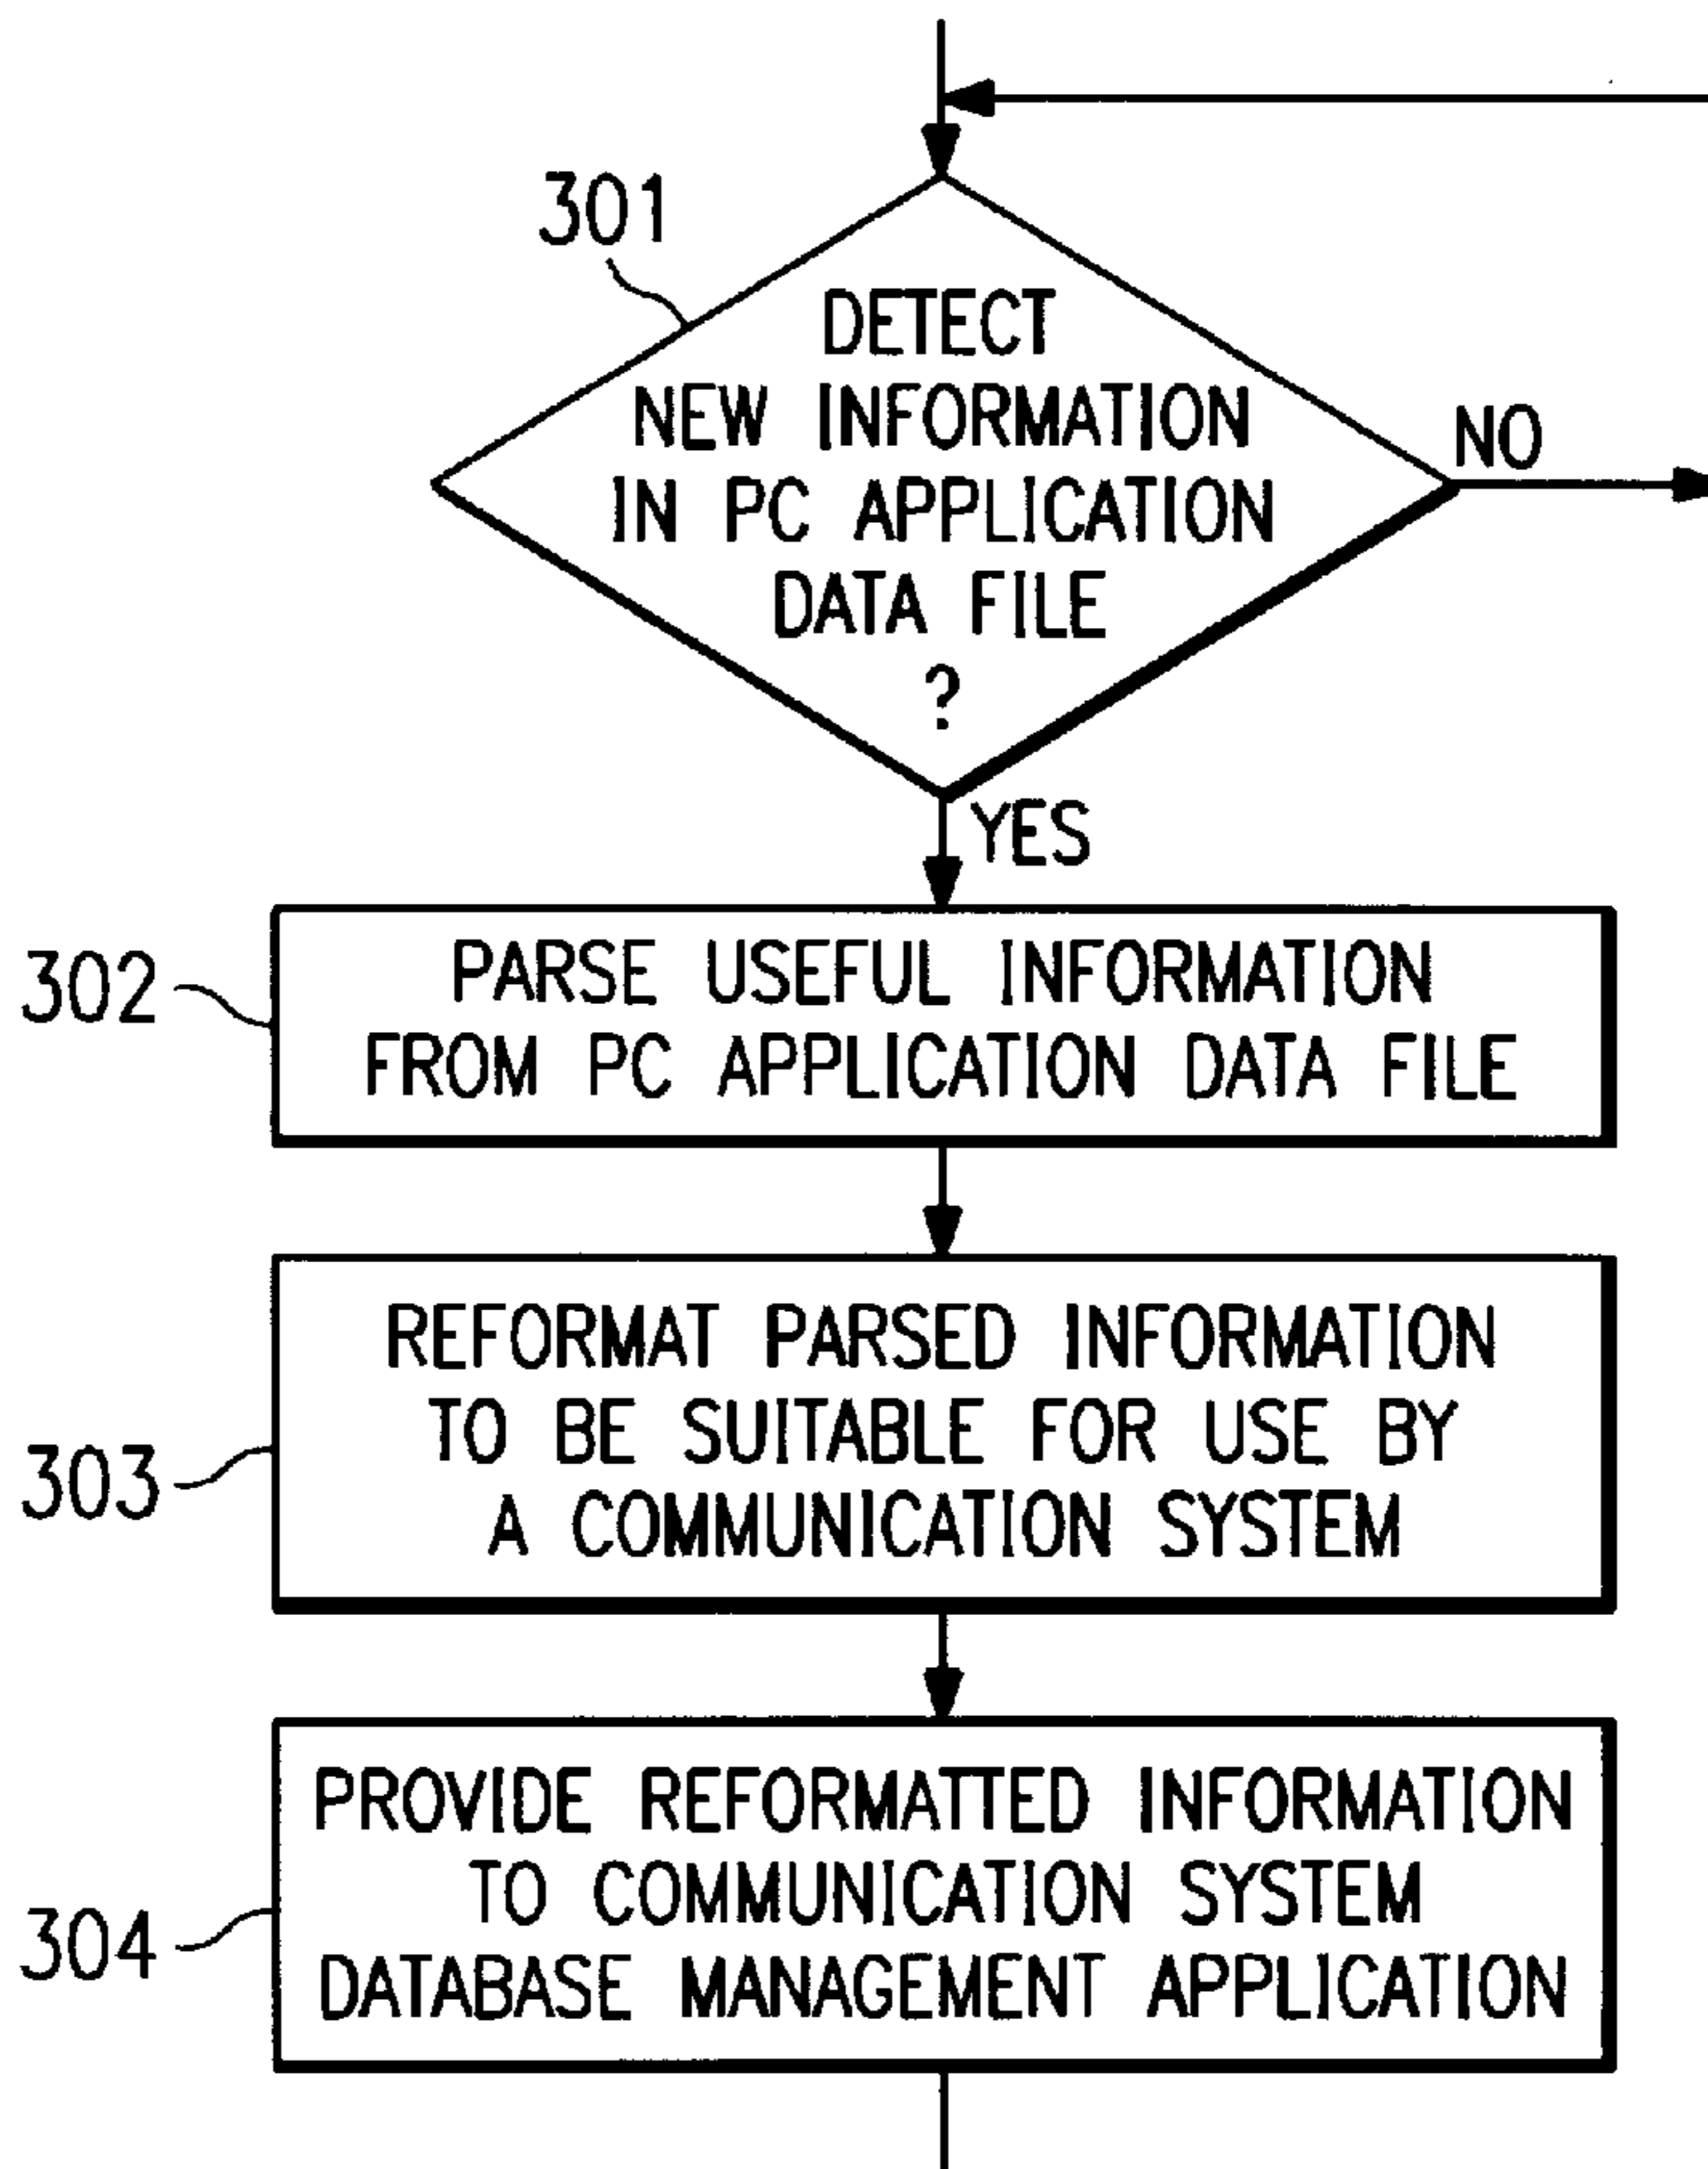 301
DETECT
NEW INFORMATION
IN PC APPLICATION
DATA FILE
?
NO
YES
302
PARSE USEFUL INFORMATION
FROM PC APPLICATION DATA FILE
303
REFORMAT PARSED INFORMATION
TO BE SUITABLE FOR USE BY
A COMMUNICATION SYSTEM
304
PROVIDE REFORMATTED INFORMATION
TO COMMUNICATION SYSTEM
DATABASE MANAGEMENT APPLICATION